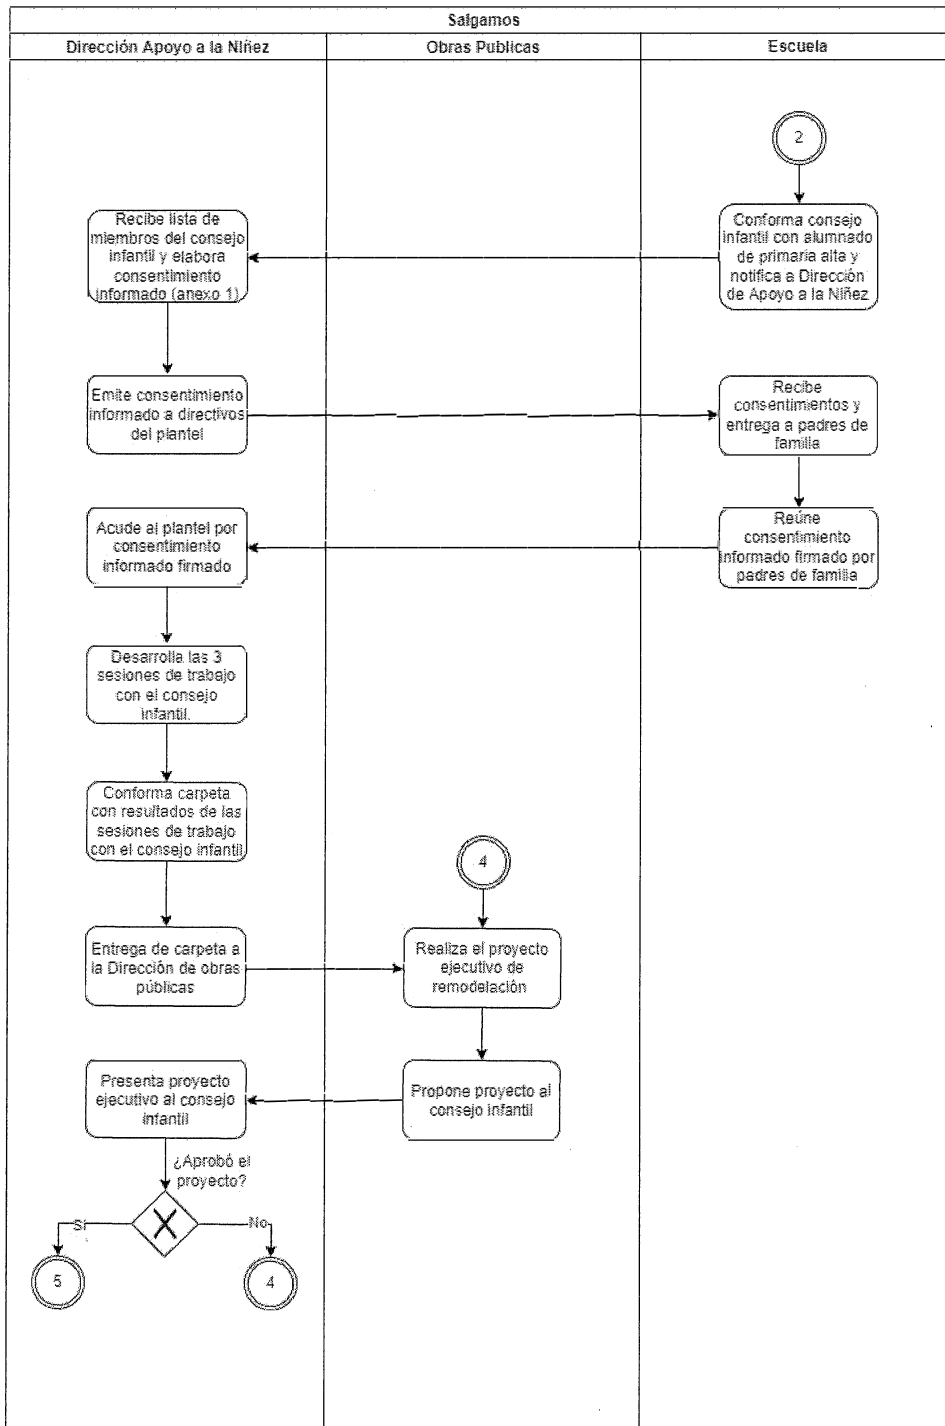 Salgamos
Dirección Apoyo a la Niñez
Obras Publicas
Escuela
2
Conforma consejo
infantil con alumnado
de primaria alta y
notifica a Dirección
de Apoyo a la Niñez
Recibe lista de
miembros del consejo
infantil y elabora
consentimiento
informado (anexo 1)
Emite consentimiento
informado a directivos
del plantel
Recibe
consentimientos y
entrega a padres de
familia
Reúne
consentimiento
informado firmado por
padres de familia
Acude al plantel por
consentimiento
informado firmado
Desarrolla las 3
sesiones de trabajo
con el consejo
infantil.
Conforma carpeta
con resultados de las
sesiones de trabajo
con el consejo infantil
4
Entrega de carpeta a
la Dirección de obras
públicas
Realiza el proyecto
ejecutivo de
remodelación
Propone proyecto al
consejo infantil
Presenta proyecto
ejecutivo al consejo
infantil
¿Aprobó el
proyecto?
Sí
No
5
4